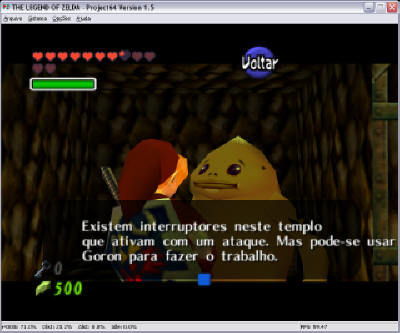 THE LEGEND OF ZELDA - Project64 Version 1.5
Arquivo Sistema Opções Ajuda
Voltar
Existem interruptores neste templo
que ativam com um ataque. Mas pode-se usar
Goron para fazer o trabalho.
0
500